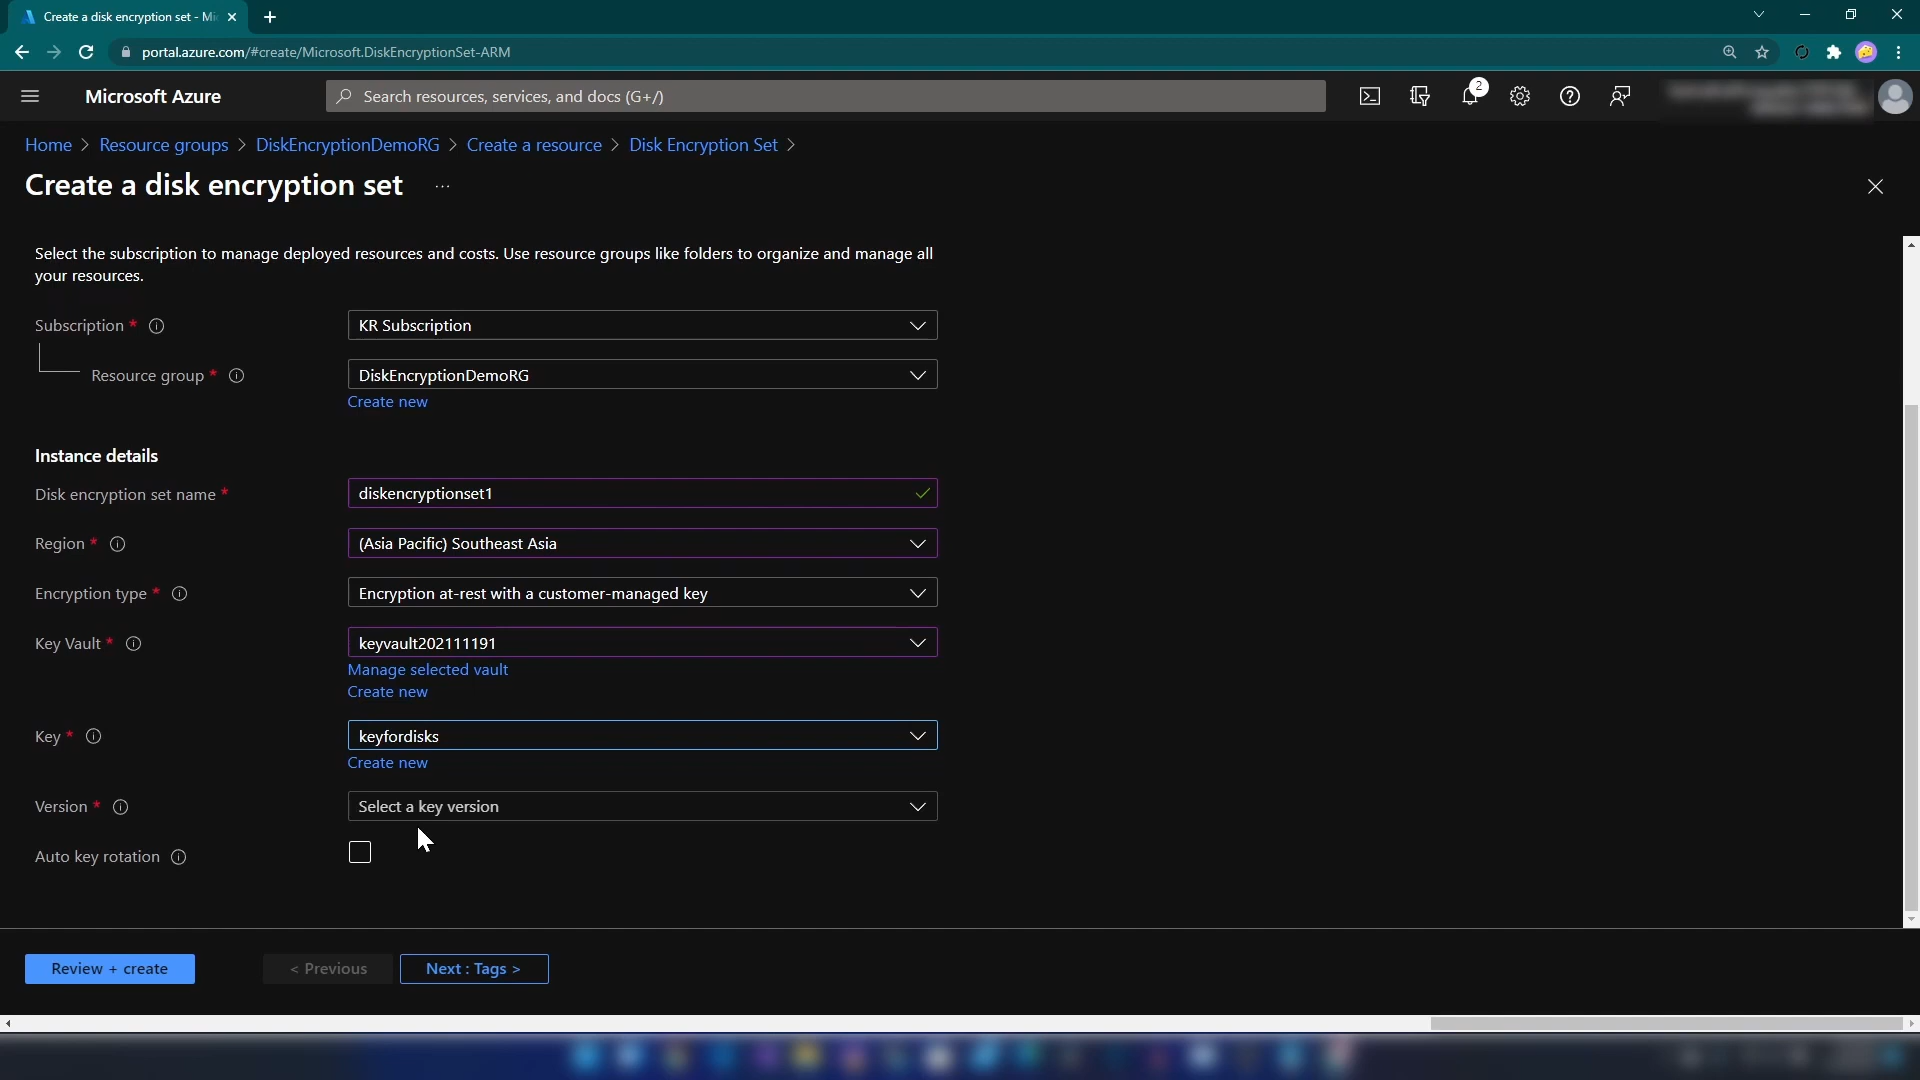 Create a disk encryption set - Mi
portal.azure.com/#create/Microsoft.DiskEncryptionSet-ARM
Microsoft Azure
Search resources, services, and docs (G+/)
2
Home > Resource groups > DiskEncryptionDemoRG > Create a resource > Disk Encryption Set >
Create a disk encryption set ...
Select the subscription to manage deployed resources and costs. Use resource groups like folders to organize and manage all
your resources.
Subscription *
KR Subscription
Resource group *
DiskEncryptionDemoRG
Create new
Instance details
Disk encryption set name *
diskencryptionset1
Region *
(Asia Pacific) Southeast Asia
Encryption type *
Encryption at-rest with a customer-managed key
Key Vault *
keyvault202111191
Manage selected vault
Create new
Key *
keyfordisks
Create new
Version *
Select a key version
Auto key rotation
Review + create
< Previous
Next : Tags >